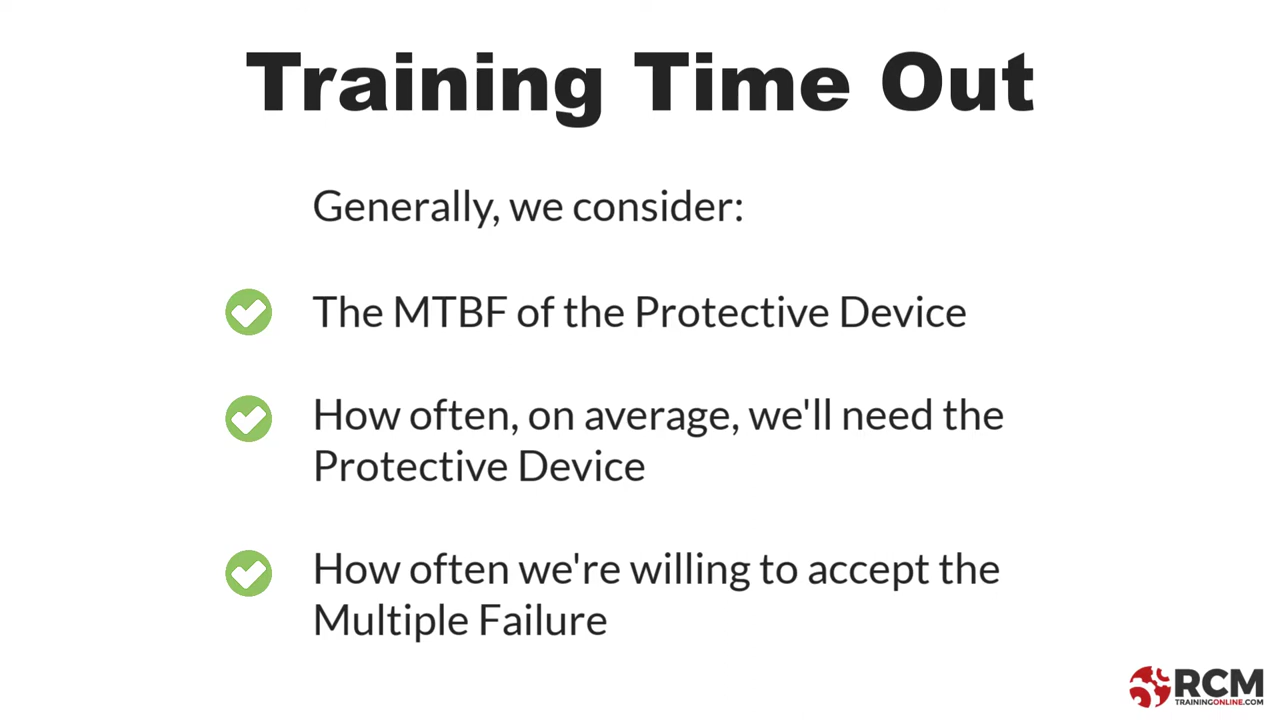 Training Time Out
Generally, we consider:
The MTBF of the Protective Device
How often, on average, we'll need the
Protective Device
How often we're willing to accept the
Multiple Failure
RCM
TRAININGONLINE.COM